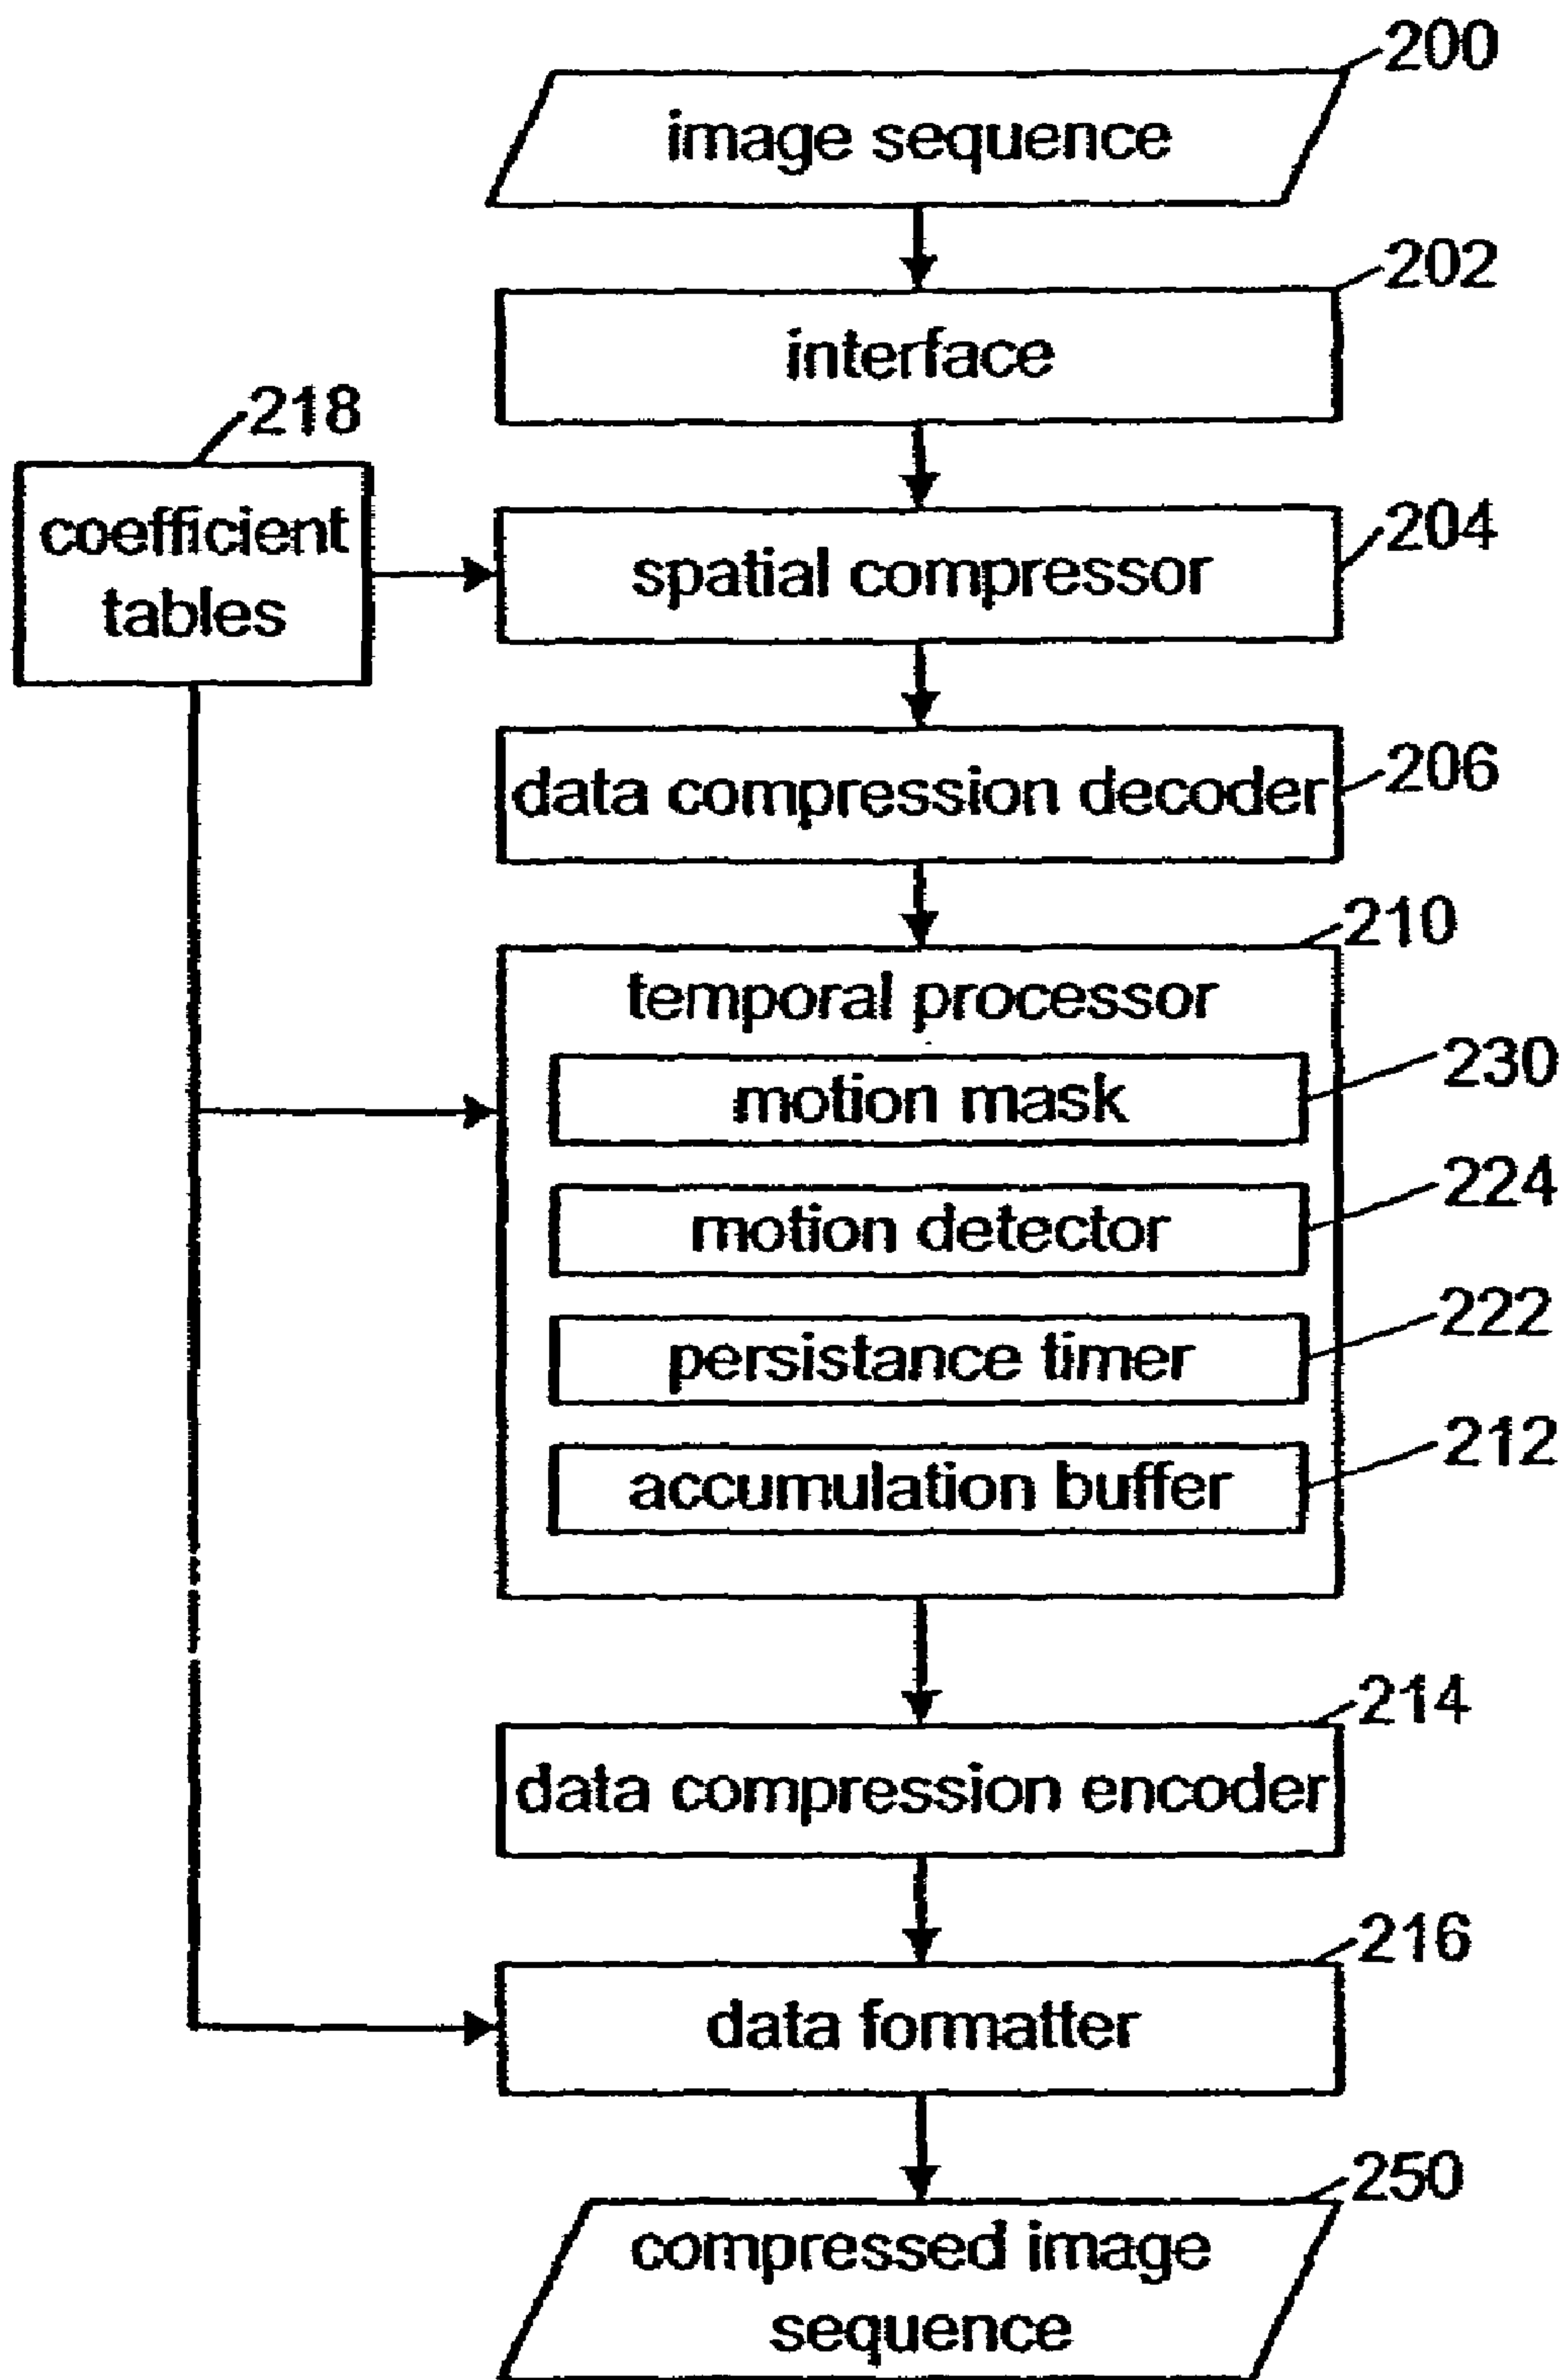 200
image sequence
202
interface
218
coefficient
tables
204
spatial compressor
206
data compression decoder
210
temporal processor
230
motion mask
224
motion detector
222
persistance timer
212
accumulation buffer
214
data compression encoder
216
data formatter
250
compressed image
sequence